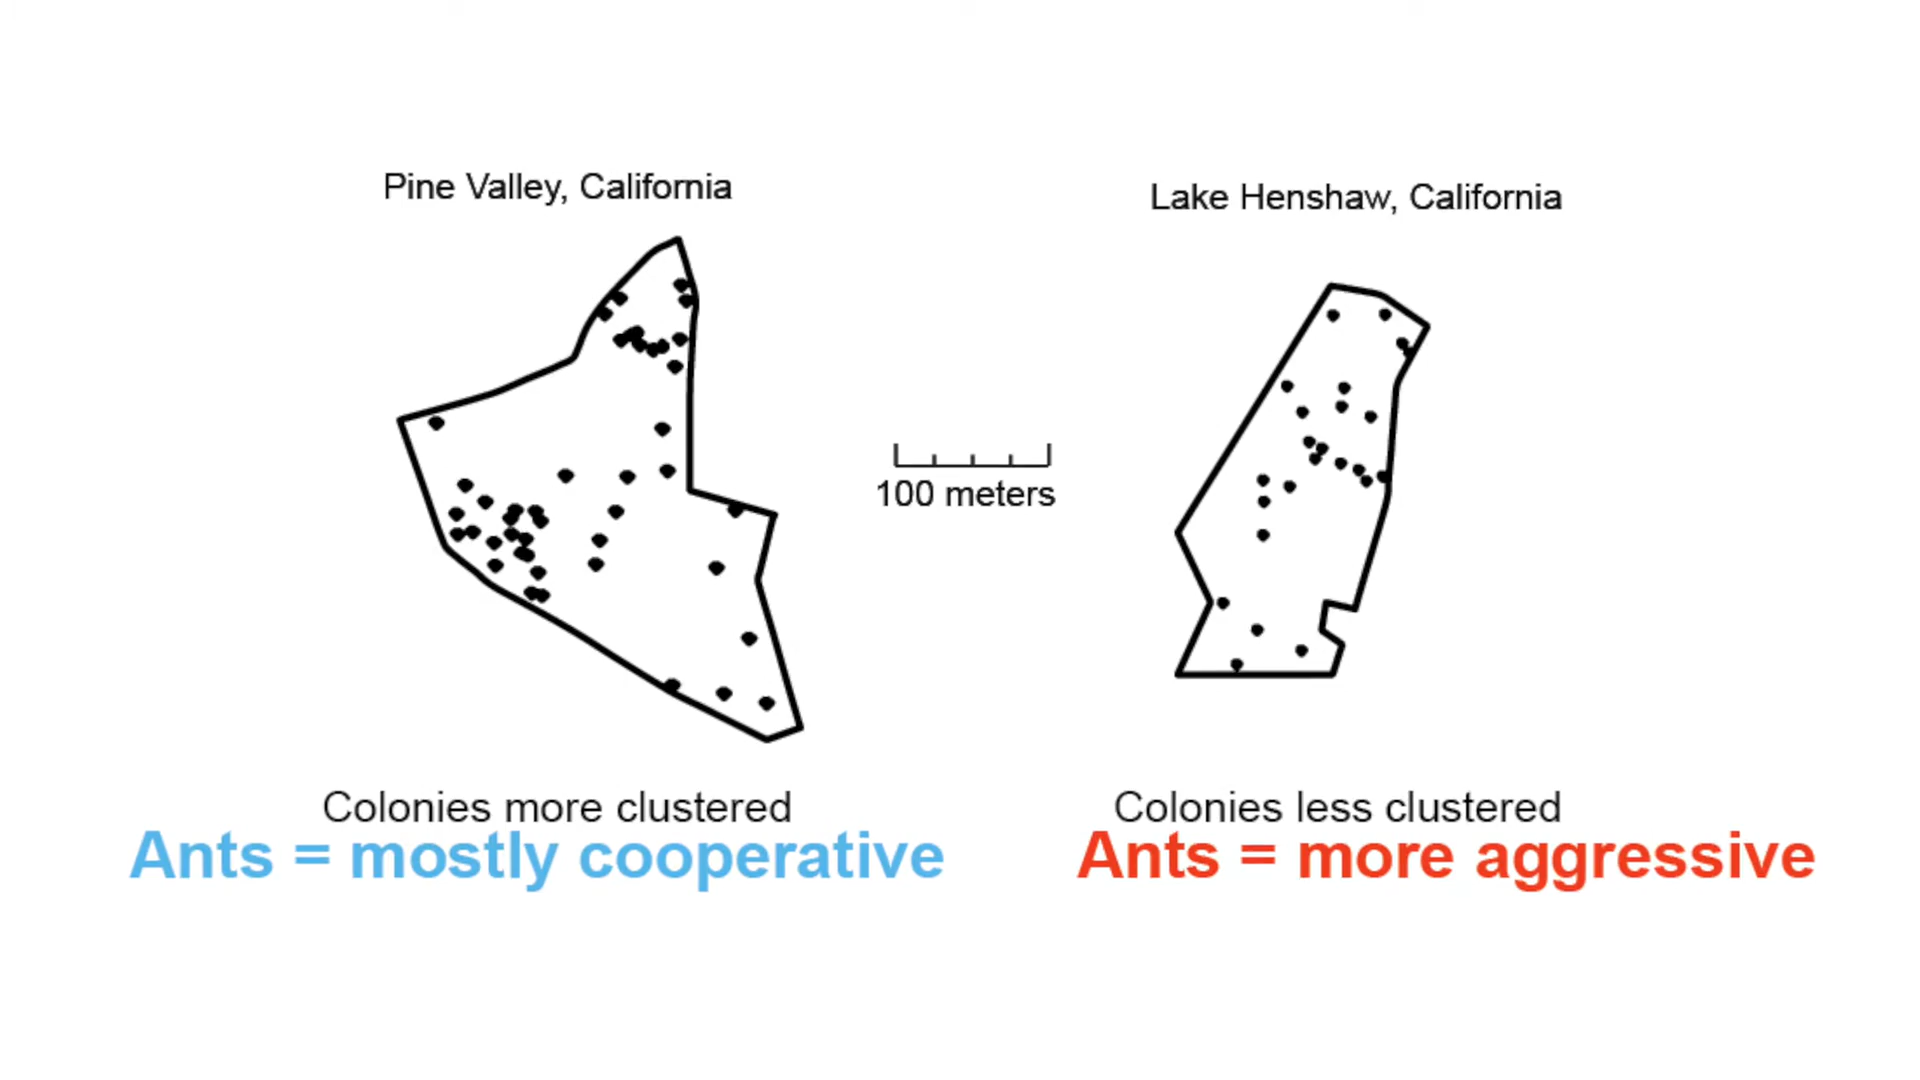 Pine Valley, California
Lake Henshaw, California
100 meters
Colonies more clustered
Ants = mostly cooperative
Colonies less clustered
Ants = more aggressive